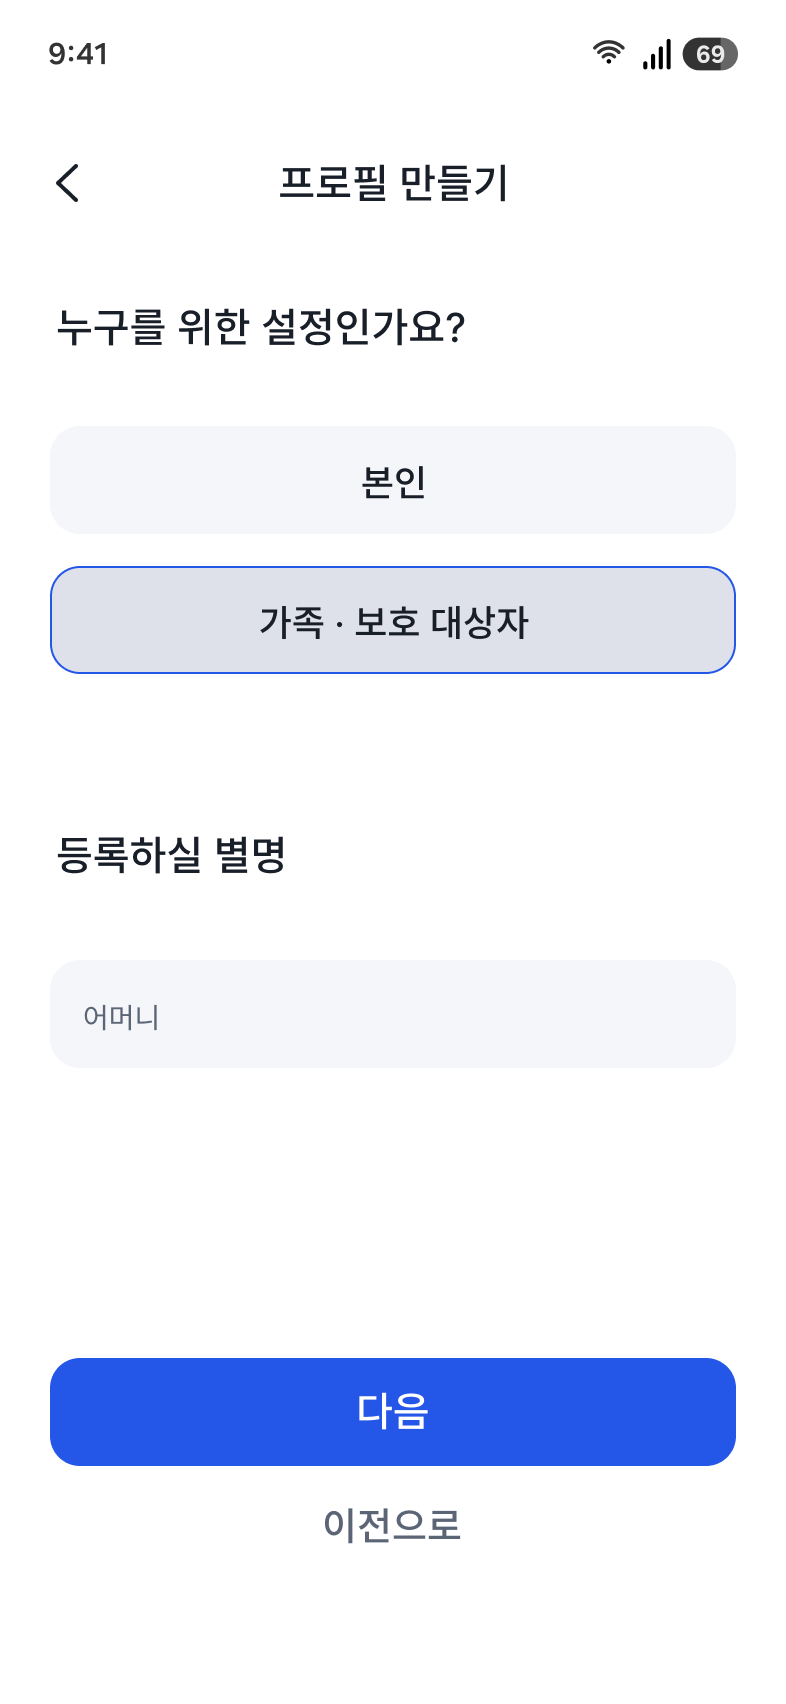 9:41
69
프로필 만들기
누구를 위한 설정인가요?
본인
가족 · 보호 대상자
등록하실 별명
어머니
다음
이전으로